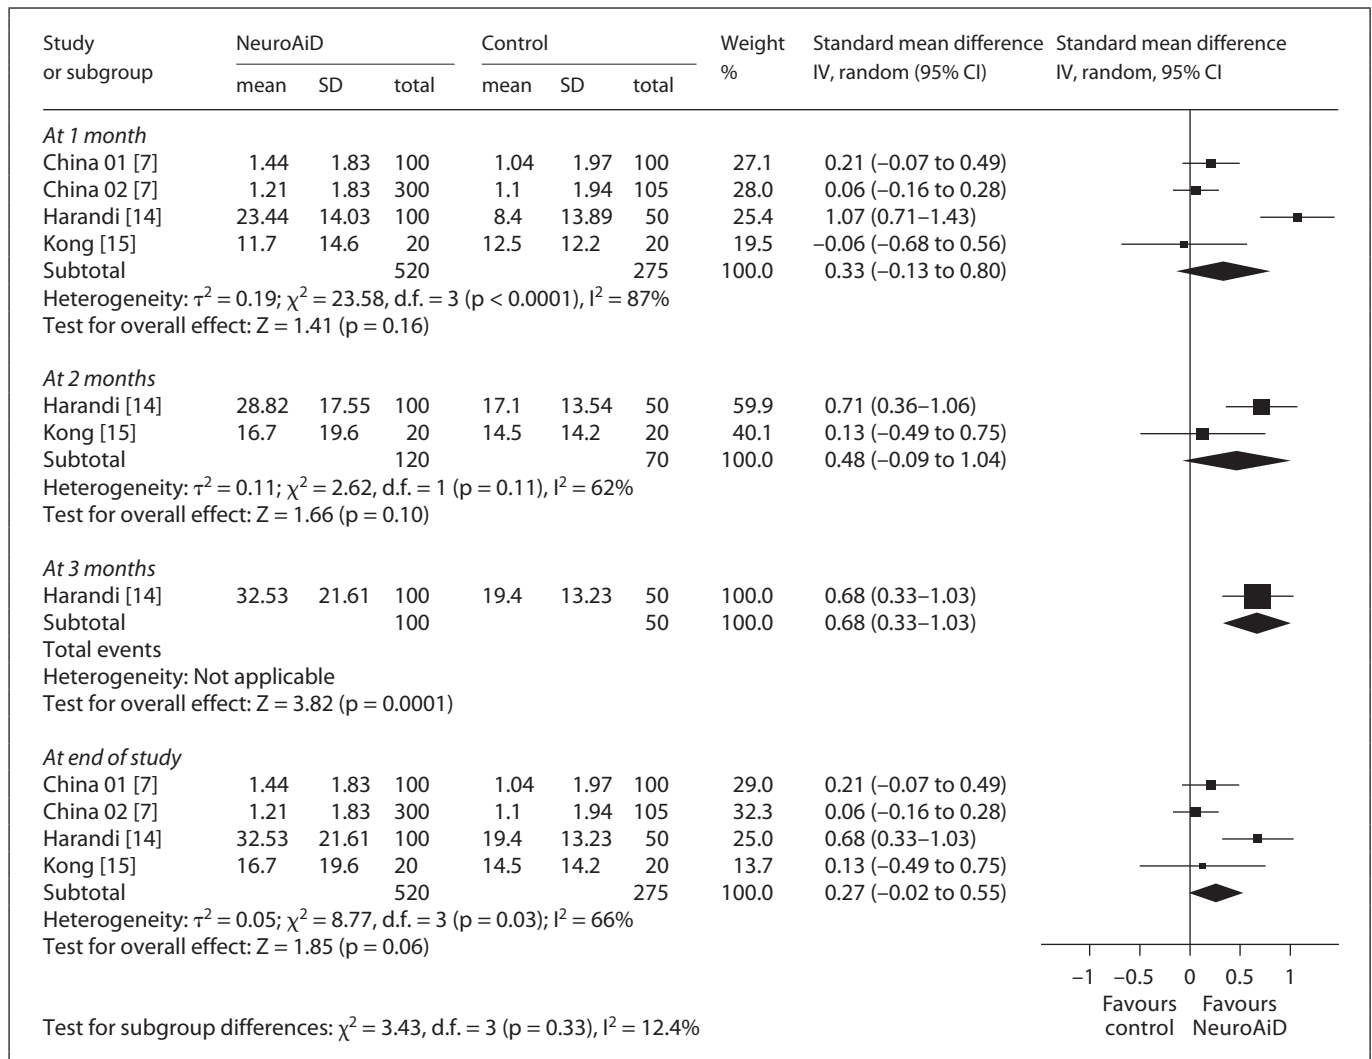 Study NeuroAiD Control Weight Standard mean difference Standard mean difference
or subgroup mean SD total mean SD total % IV, random (95% CI) IV, random, 95% CI
At 1 month
China 01 [7] 1.44 1.83 100 1.04 1.97 100 27.1 0.21 (–0.07 to 0.49)
China 02 [7] 1.21 1.83 300 1.1 1.94 105 28.0 0.06 (–0.16 to 0.28)
Harandi [14] 23.44 14.03 100 8.4 13.89 50 25.4 1.07 (0.71–1.43)
Kong [15] 11.7 14.6 20 12.5 12.2 20 19.5 –0.06 (–0.68 to 0.56)
Subtotal 520 275 100.0 0.33 (–0.13 to 0.80)
Heterogeneity: τ² = 0.19; χ² = 23.58, d.f. = 3 (p < 0.0001), I² = 87%
Test for overall effect: Z = 1.41 (p = 0.16)
At 2 months
Harandi [14] 28.82 17.55 100 17.1 13.54 50 59.9 0.71 (0.36–1.06)
Kong [15] 16.7 19.6 20 14.5 14.2 20 40.1 0.13 (–0.49 to 0.75)
Subtotal 120 70 100.0 0.48 (–0.09 to 1.04)
Heterogeneity: τ² = 0.11; χ² = 2.62, d.f. = 1 (p = 0.11), I² = 62%
Test for overall effect: Z = 1.66 (p = 0.10)
At 3 months
Harandi [14] 32.53 21.61 100 19.4 13.23 50 100.0 0.68 (0.33–1.03)
Subtotal 100 50 100.0 0.68 (0.33–1.03)
Total events
Heterogeneity: Not applicable
Test for overall effect: Z = 3.82 (p = 0.0001)
At end of study
China 01 [7] 1.44 1.83 100 1.04 1.97 100 29.0 0.21 (–0.07 to 0.49)
China 02 [7] 1.21 1.83 300 1.1 1.94 105 32.3 0.06 (–0.16 to 0.28)
Harandi [14] 32.53 21.61 100 19.4 13.23 50 25.0 0.68 (0.33–1.03)
Kong [15] 16.7 19.6 20 14.5 14.2 20 13.7 0.13 (–0.49 to 0.75)
Subtotal 520 275 100.0 0.27 (–0.02 to 0.55)
Heterogeneity: τ² = 0.05; χ² = 8.77, d.f. = 3 (p = 0.03); I² = 66%
Test for overall effect: Z = 1.85 (p = 0.06)
–1 –0.5 0 0.5 1
Favours Favours
control NeuroAiD
Test for subgroup differences: χ² = 3.43, d.f. = 3 (p = 0.33), I² = 12.4%